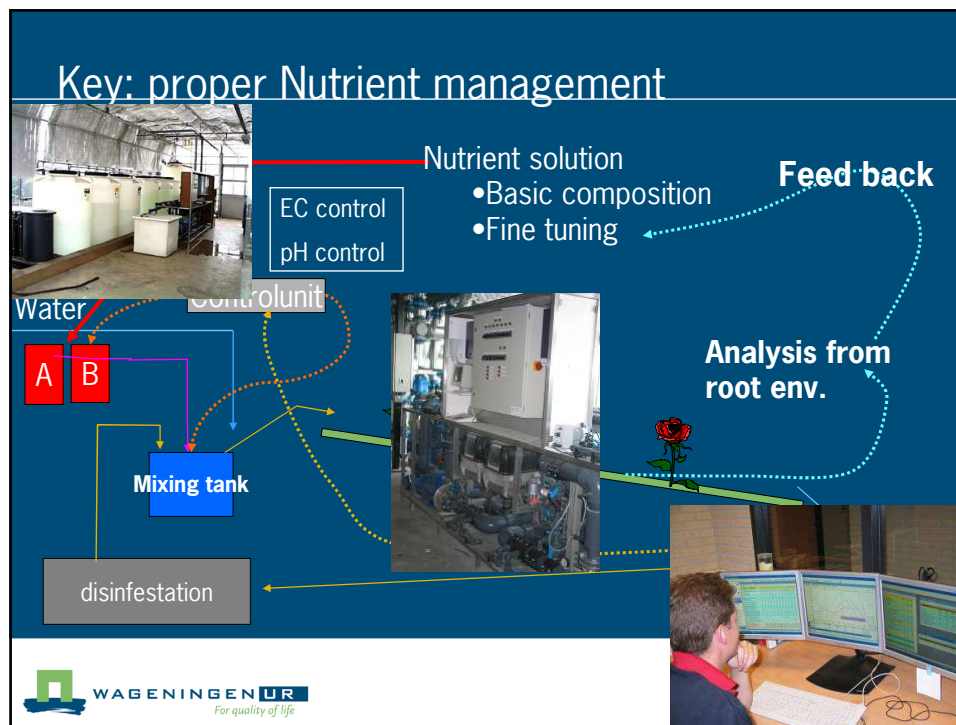 Key: proper Nutrient management
Nutrient solution
•Basic composition
•Fine tuning
Feed back
EC control
pH control
Controlunit
Water
A
B
Analysis from
root env.
Mixing tank
disinfestation
WAGENINGEN UR
For quality of life